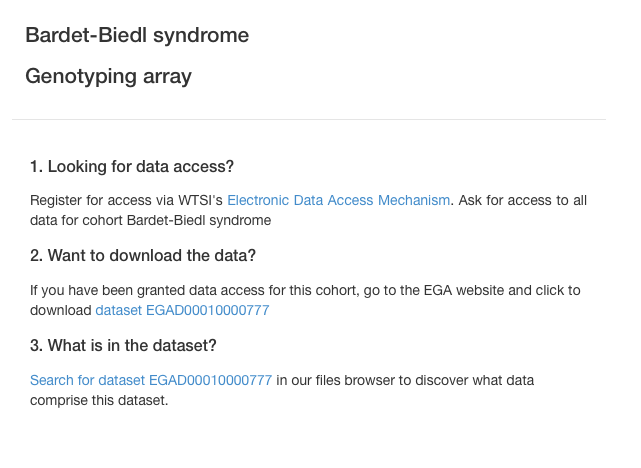 Bardet-Biedl syndrome
Genotyping array
1. Looking for data access?
Register for access via WTSI's Electronic Data Access Mechanism. Ask for access to all
data for cohort Bardet-Biedl syndrome
2. Want to download the data?
If you have been granted data access for this cohort, go to the EGA website and click to
download dataset EGAD00010000777
3. What is in the dataset?
Search for dataset EGAD00010000777 in our files browser to discover what data
comprise this dataset.